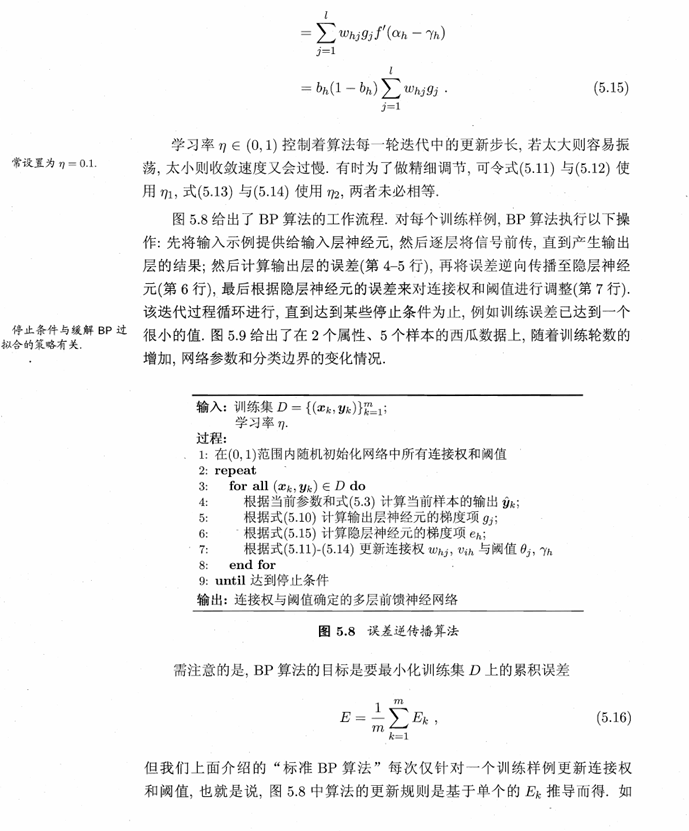 = \sum_{j=1}^{l} w_{hj} g_j f'(α_h − γ_h)
= b_h(1 − b_h) \sum_{j=1}^{l} w_{hj} g_j . (5.15)
学习率 η ∈ (0, 1) 控制着算法每一轮迭代中的更新步长, 若太大则容易振
常设置为 η = 0.1.
荡, 太小则收敛速度又会过慢. 有时为了做精细调节, 可令式(5.11) 与(5.12) 使
用 η₁, 式(5.13) 与(5.14) 使用 η₂, 两者未必相等.
图 5.8 给出了 BP 算法的工作流程. 对每个训练样例, BP 算法执行以下操
作: 先将输入示例提供给输入层神经元, 然后逐层将信号前传, 直到产生输出
层的结果; 然后计算输出层的误差(第 4–5 行), 再将误差逆向传播至隐层神经
元(第 6 行), 最后根据隐层神经元的误差来对连接权和阈值进行调整(第 7 行).
该迭代过程循环进行, 直到达到某些停止条件为止, 例如训练误差已达到一个
停止条件与缓解 BP 过
拟合的策略有关.
很小的值. 图 5.9 给出了在 2 个属性、5 个样本的西瓜数据上, 随着训练轮数的
增加, 网络参数和分类边界的变化情况.
输入: 训练集 D = {(x_k, y_k)}_{k=1}^{m};
学习率 η.
过程:
1: 在(0, 1)范围内随机初始化网络中所有连接权和阈值
2: repeat
3: for all (x_k, y_k) ∈ D do
4: 根据当前参数和式(5.3) 计算当前样本的输出 ŷ_k;
5: 根据式(5.10) 计算输出层神经元的梯度项 g_j;
6: 根据式(5.15) 计算隐层神经元的梯度项 e_h;
7: 根据式(5.11)-(5.14) 更新连接权 w_{hj}, v_{ih} 与阈值 θ_j, γ_h
8: end for
9: until 达到停止条件
输出: 连接权与阈值确定的多层前馈神经网络
图 5.8 误差逆传播算法
需注意的是, BP 算法的目标是要最小化训练集 D 上的累积误差
E = \frac{1}{m} \sum_{k=1}^{m} E_k , (5.16)
但我们上面介绍的“标准 BP 算法”每次仅针对一个训练样例更新连接权
和阈值, 也就是说, 图 5.8 中算法的更新规则是基于单个的 E_k 推导而得. 如